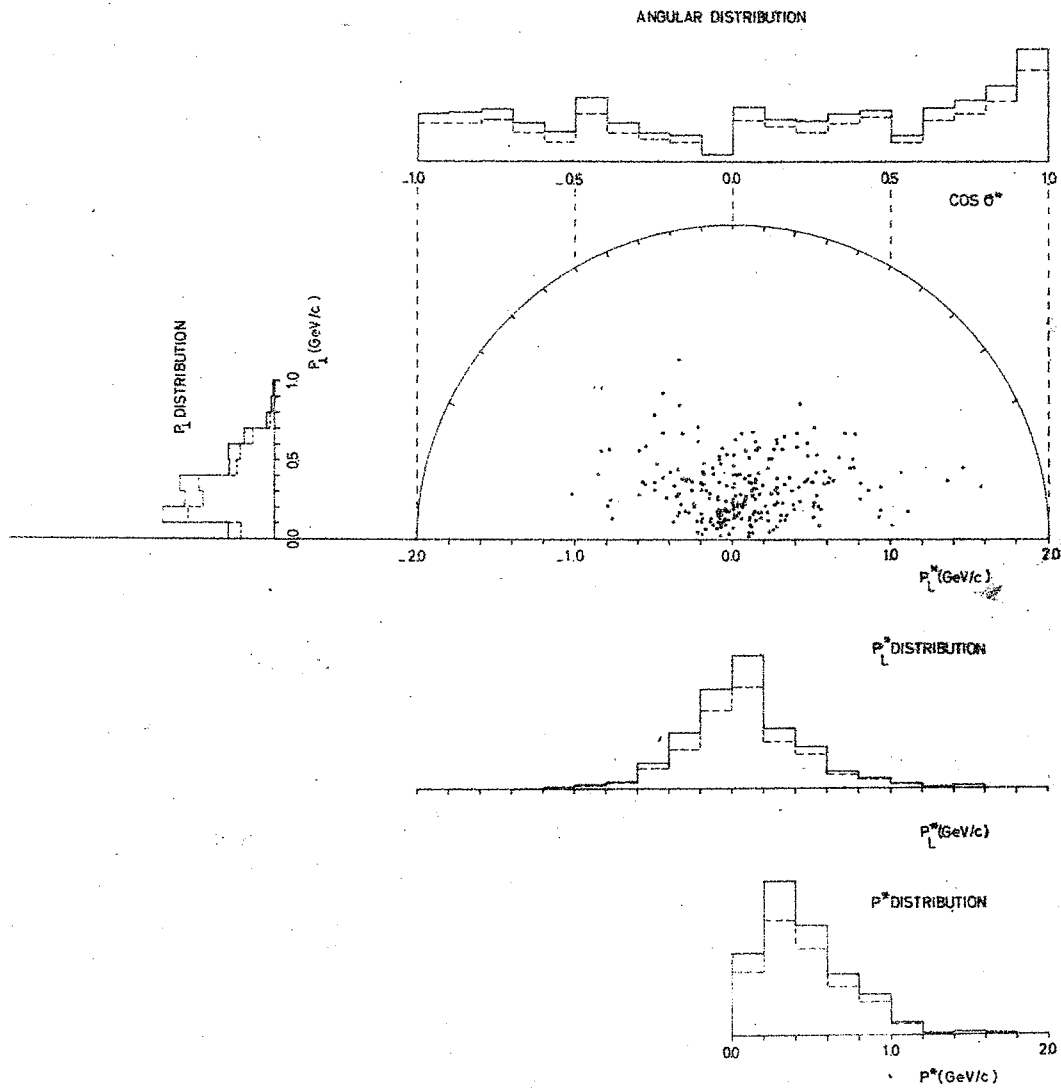 ANGULAR DISTRIBUTION
-1.0 -0.5 0.0 0.5 1.0
COS σ*
P⊥ DISTRIBUTION
P⊥ (GeV/c)
1.0
0.5
0.0
-2.0 -1.0 0.0 1.0 2.0
P*L (GeV/c)
P*L DISTRIBUTION
P*L (GeV/c)
P* DISTRIBUTION
0.0 1.0 2.0
P* (GeV/c)